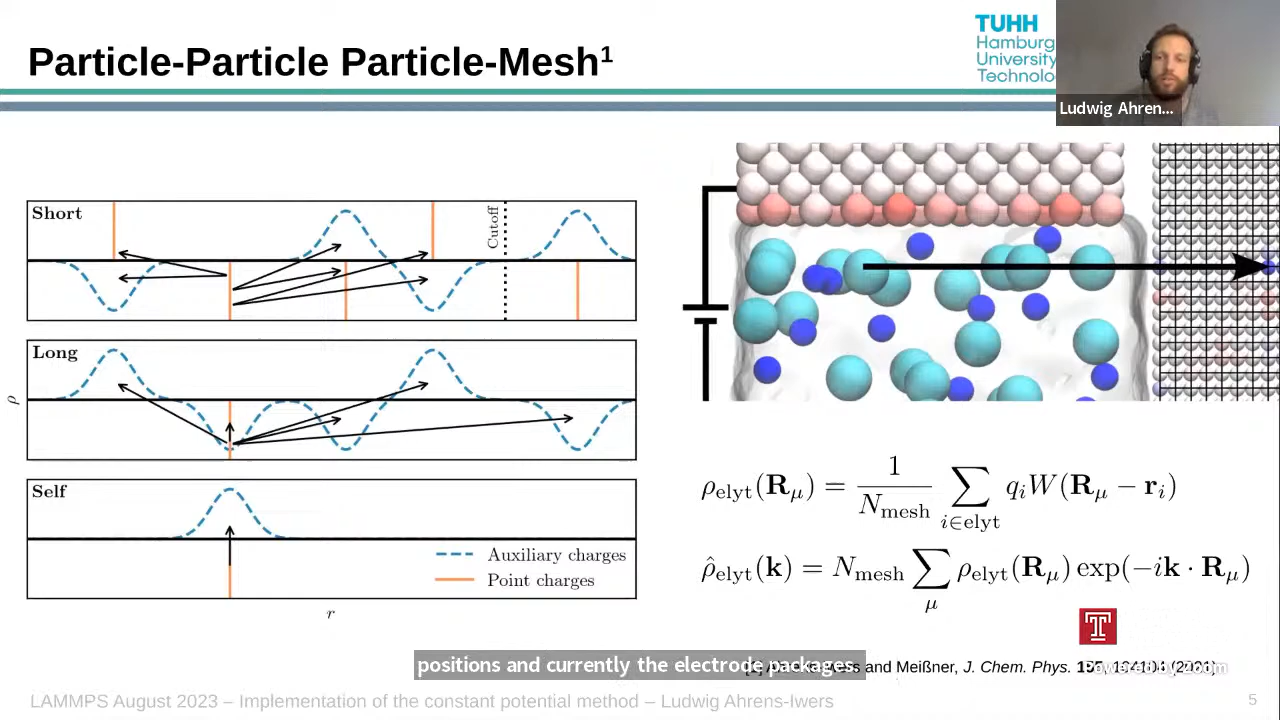 Particle-Particle Particle-Mesh¹
TUHH
Hamburg
University
Technolo
Ludwig Ahren...
Short
Cutoff
Long
ρ
Self
Auxiliary charges
Point charges
r
ρ_elyt(R_μ) = 1/N_mesh ∑_{i∈elyt} q_i W(R_μ − r_i)
ρ̂_elyt(k) = N_mesh ∑_μ ρ_elyt(R_μ) exp(−ik · R_μ)
T
positions and currently the electrode packages
and Meißner, J. Chem. Phys.
Powered by Zoom
LAMMPS August 2023 – Implementation of the constant potential method – Ludwig Ahrens-Iwers
5